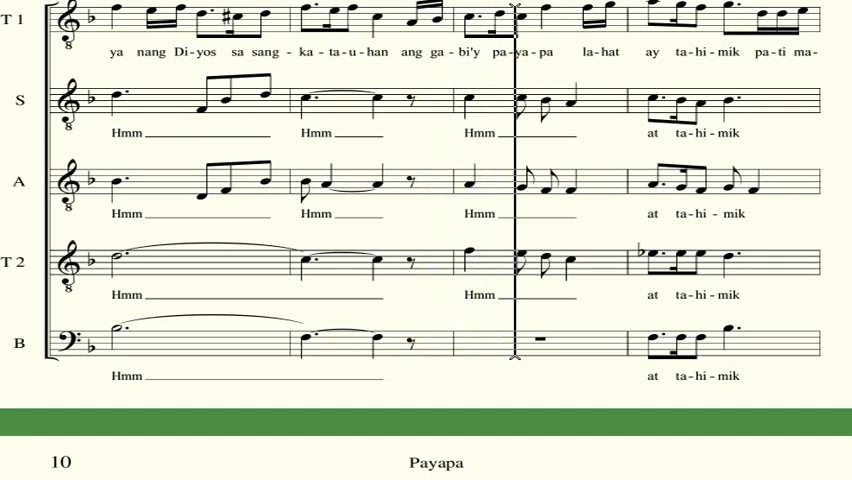 T 1
ya nang Di-yos sa sang-ka-ta-u-han ang ga-bi'y pa-ya-pa la-hat ay ta-hi-mik pa-ti ma-
S
Hmm Hmm Hmm at ta-hi-mik
A
Hmm Hmm Hmm at ta-hi-mik
T 2
Hmm Hmm at ta-hi-mik
B
Hmm at ta-hi-mik
10 Payapa